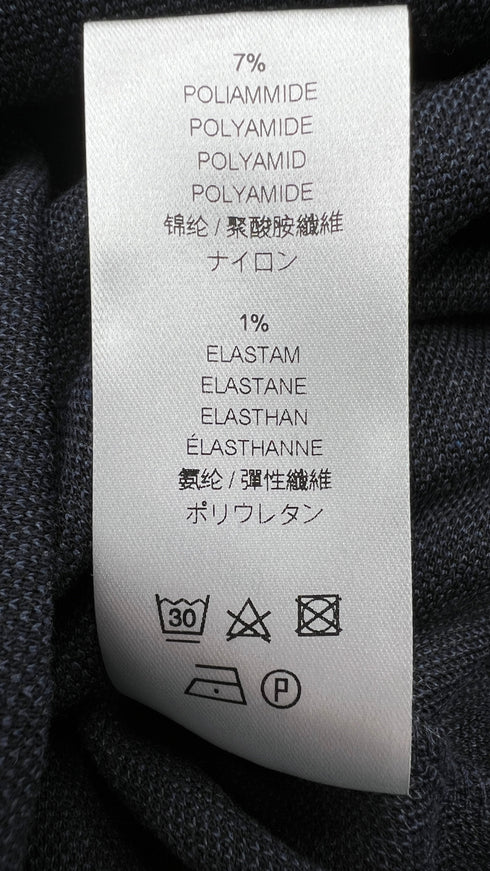 7%
POLIAMMIDE
POLYAMIDE
POLYAMID
POLYAMIDE
锦纶 / 聚酸胺纖維
ナイロン
1%
ELASTAM
ELASTANE
ELASTHAN
ÉLASTHANNE
氨纶 / 彈性纖維
ポリウレタン
30
P